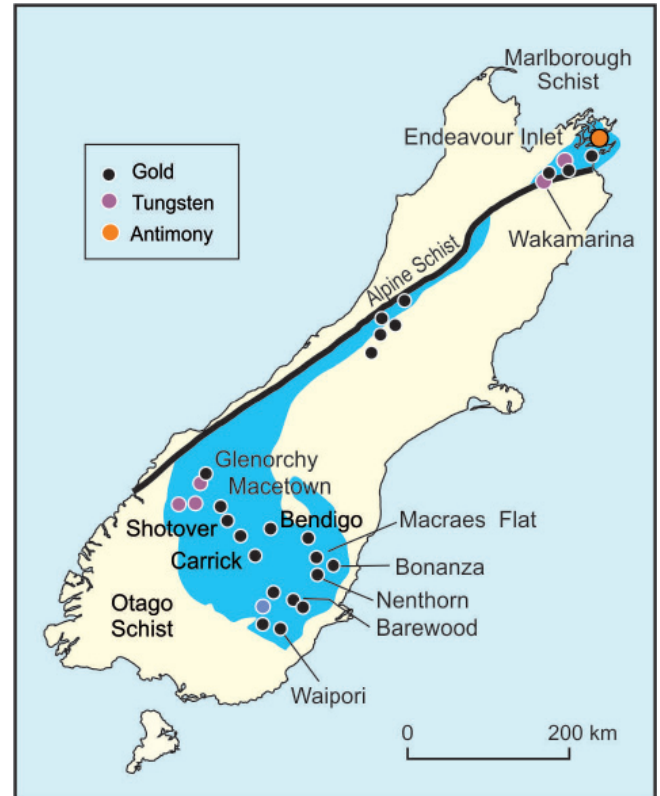 Marlborough
Schist
Endeavour Inlet
Gold
Tungsten
Antimony
Wakamarina
Alpine Schist
Glenorchy
Macetown
Bendigo
Macraes Flat
Shotover
Carrick
Bonanza
Nenthorn
Otago
Schist
Barewood
Waipori
0 200 km